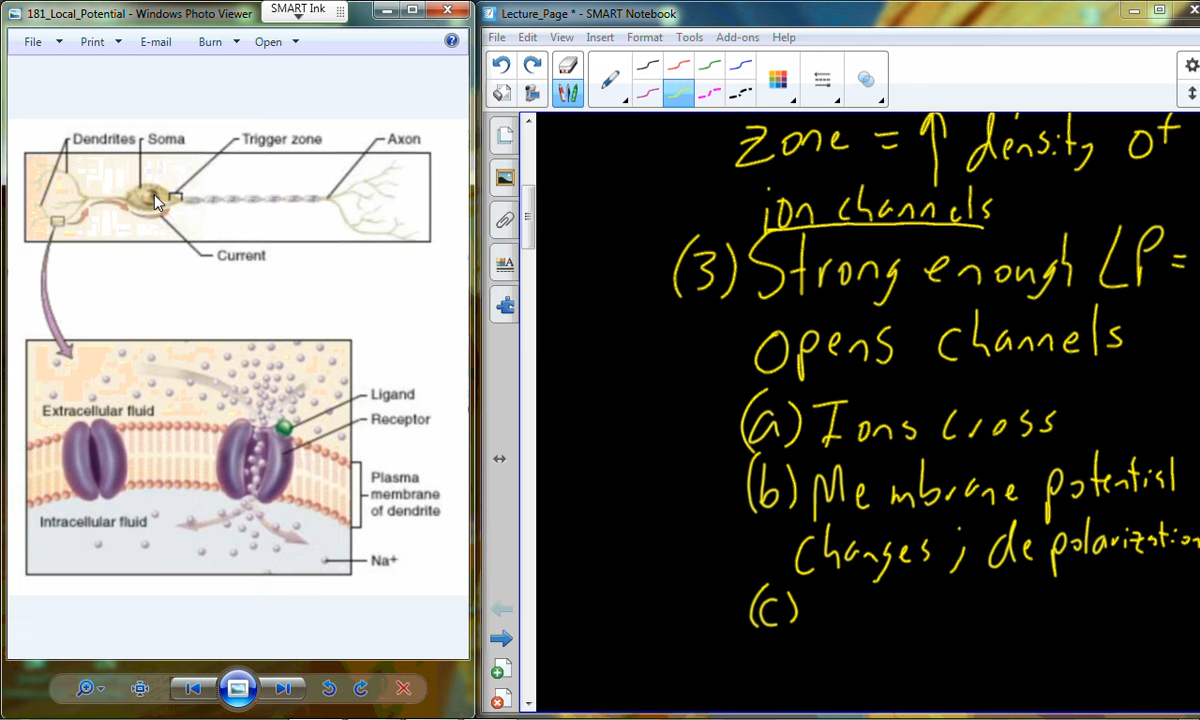 181_Local_Potential - Windows Photo Viewer
SMART Ink
File Print E-mail Burn Open
Dendrites Soma Trigger zone Axon
Current
Extracellular fluid
Ligand
Receptor
Plasma
membrane
of dendrite
Intracellular fluid
Na+
Lecture_Page * - SMART Notebook
File Edit View Insert Format Tools Add-ons Help
zone = ↑ density of
ion channels
(3) Strong enough LP =
opens channels
(a) Ions cross
(b) Membrane potential
changes; depolarization
(c)